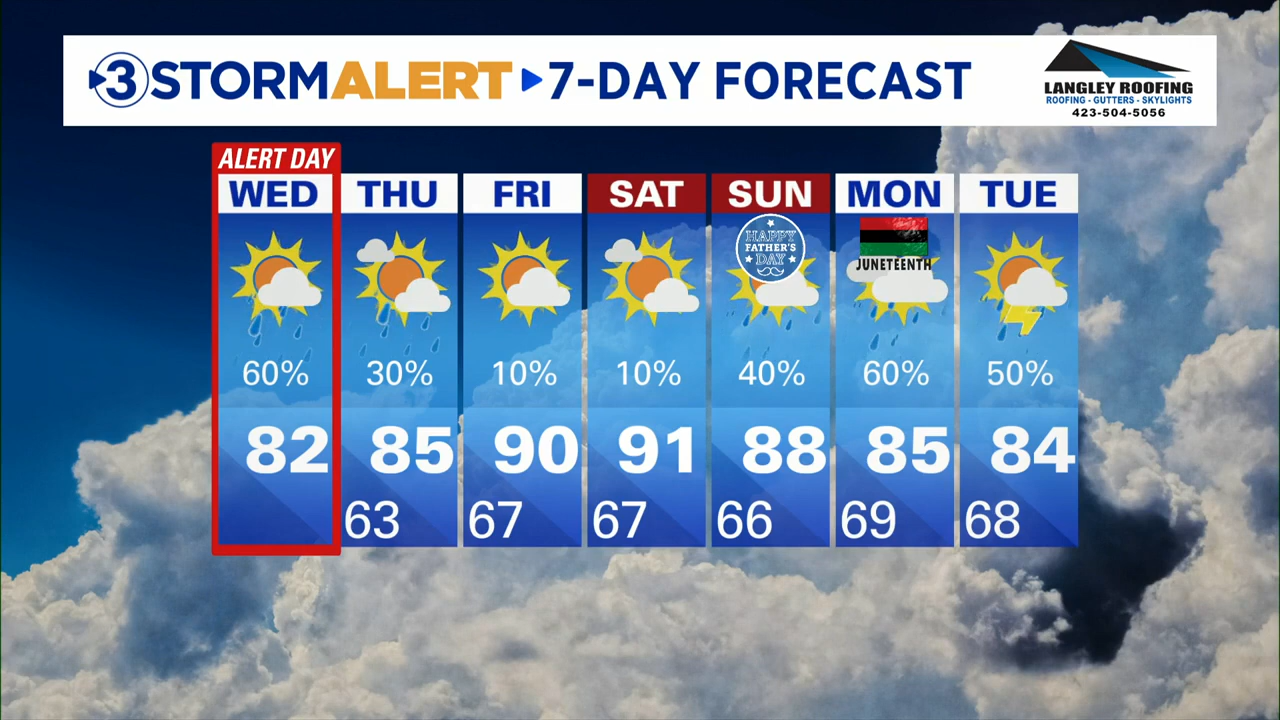 3 STORMALERT 7-DAY FORECAST
LANGLEY ROOFING
ROOFING - GUTTERS - SKYLIGHTS
423-504-5056
ALERT DAY
WED THU FRI SAT SUN MON TUE
HAPPY
FATHER'S
DAY
JUNETEENTH
60% 30% 10% 10% 40% 60% 50%
82 85 90 91 88 85 84
63 67 67 66 69 68